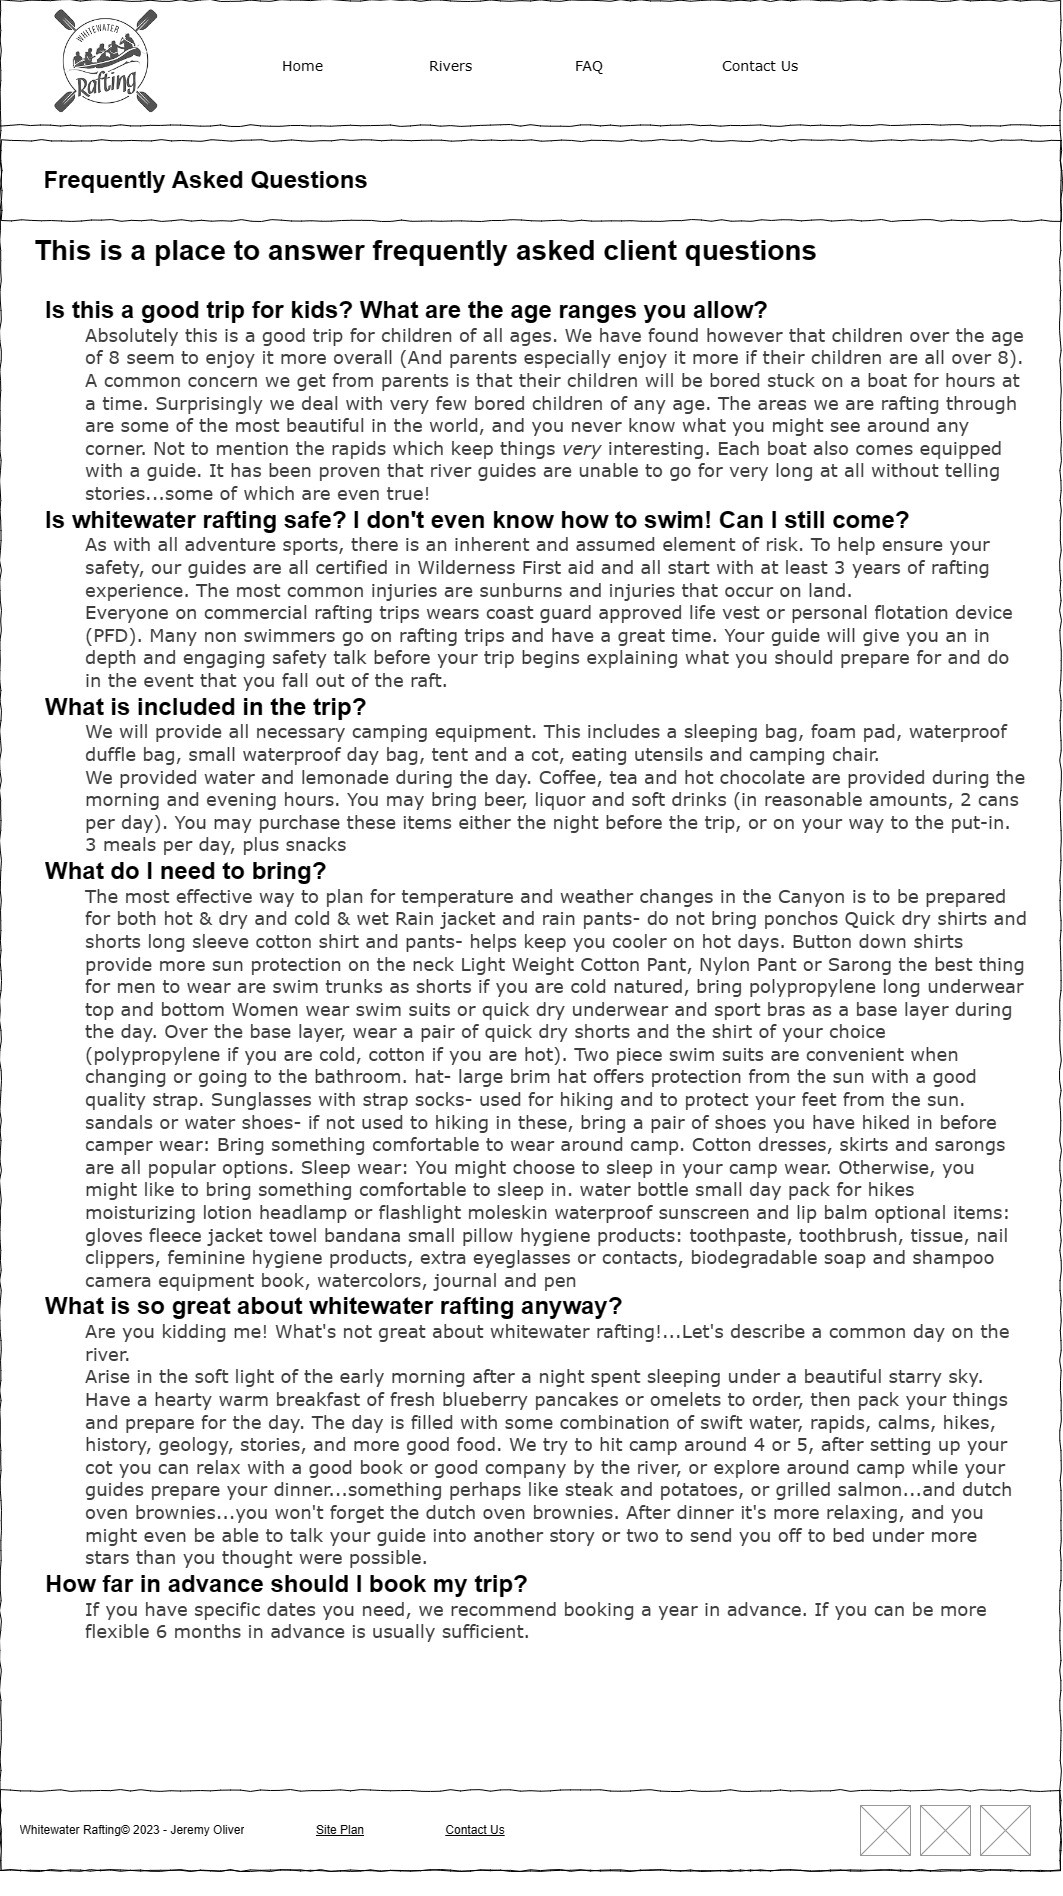 WHITEWATER
Rafting
Home
Rivers
FAQ
Contact Us
Frequently Asked Questions
This is a place to answer frequently asked client questions
Is this a good trip for kids? What are the age ranges you allow?
Absolutely this is a good trip for children of all ages. We have found however that children over the age
of 8 seem to enjoy it more overall (And parents especially enjoy it more if their children are all over 8).
A common concern we get from parents is that their children will be bored stuck on a boat for hours at
a time. Surprisingly we deal with very few bored children of any age. The areas we are rafting through
are some of the most beautiful in the world, and you never know what you might see around any
corner. Not to mention the rapids which keep things very interesting. Each boat also comes equipped
with a guide. It has been proven that river guides are unable to go for very long at all without telling
stories...some of which are even true!
Is whitewater rafting safe? I don't even know how to swim! Can I still come?
As with all adventure sports, there is an inherent and assumed element of risk. To help ensure your
safety, our guides are all certified in Wilderness First aid and all start with at least 3 years of rafting
experience. The most common injuries are sunburns and injuries that occur on land.
Everyone on commercial rafting trips wears coast guard approved life vest or personal flotation device
(PFD). Many non swimmers go on rafting trips and have a great time. Your guide will give you an in
depth and engaging safety talk before your trip begins explaining what you should prepare for and do
in the event that you fall out of the raft.
What is included in the trip?
We will provide all necessary camping equipment. This includes a sleeping bag, foam pad, waterproof
duffle bag, small waterproof day bag, tent and a cot, eating utensils and camping chair.
We provided water and lemonade during the day. Coffee, tea and hot chocolate are provided during the
morning and evening hours. You may bring beer, liquor and soft drinks (in reasonable amounts, 2 cans
per day). You may purchase these items either the night before the trip, or on your way to the put-in.
3 meals per day, plus snacks
What do I need to bring?
The most effective way to plan for temperature and weather changes in the Canyon is to be prepared
for both hot & dry and cold & wet Rain jacket and rain pants- do not bring ponchos Quick dry shirts and
shorts long sleeve cotton shirt and pants- helps keep you cooler on hot days. Button down shirts
provide more sun protection on the neck Light Weight Cotton Pant, Nylon Pant or Sarong the best thing
for men to wear are swim trunks as shorts if you are cold natured, bring polypropylene long underwear
top and bottom Women wear swim suits or quick dry underwear and sport bras as a base layer during
the day. Over the base layer, wear a pair of quick dry shorts and the shirt of your choice
(polypropylene if you are cold, cotton if you are hot). Two piece swim suits are convenient when
changing or going to the bathroom. hat- large brim hat offers protection from the sun with a good
quality strap. Sunglasses with strap socks- used for hiking and to protect your feet from the sun.
sandals or water shoes- if not used to hiking in these, bring a pair of shoes you have hiked in before
camper wear: Bring something comfortable to wear around camp. Cotton dresses, skirts and sarongs
are all popular options. Sleep wear: You might choose to sleep in your camp wear. Otherwise, you
might like to bring something comfortable to sleep in. water bottle small day pack for hikes
moisturizing lotion headlamp or flashlight moleskin waterproof sunscreen and lip balm optional items:
gloves fleece jacket towel bandana small pillow hygiene products: toothpaste, toothbrush, tissue, nail
clippers, feminine hygiene products, extra eyeglasses or contacts, biodegradable soap and shampoo
camera equipment book, watercolors, journal and pen
What is so great about whitewater rafting anyway?
Are you kidding me! What's not great about whitewater rafting!...Let's describe a common day on the
river.
Arise in the soft light of the early morning after a night spent sleeping under a beautiful starry sky.
Have a hearty warm breakfast of fresh blueberry pancakes or omelets to order, then pack your things
and prepare for the day. The day is filled with some combination of swift water, rapids, calms, hikes,
history, geology, stories, and more good food. We try to hit camp around 4 or 5, after setting up your
cot you can relax with a good book or good company by the river, or explore around camp while your
guides prepare your dinner...something perhaps like steak and potatoes, or grilled salmon...and dutch
oven brownies...you won't forget the dutch oven brownies. After dinner it's more relaxing, and you
might even be able to talk your guide into another story or two to send you off to bed under more
stars than you thought were possible.
How far in advance should I book my trip?
If you have specific dates you need, we recommend booking a year in advance. If you can be more
flexible 6 months in advance is usually sufficient.
Whitewater Rafting© 2023 - Jeremy Oliver
Site Plan
Contact Us